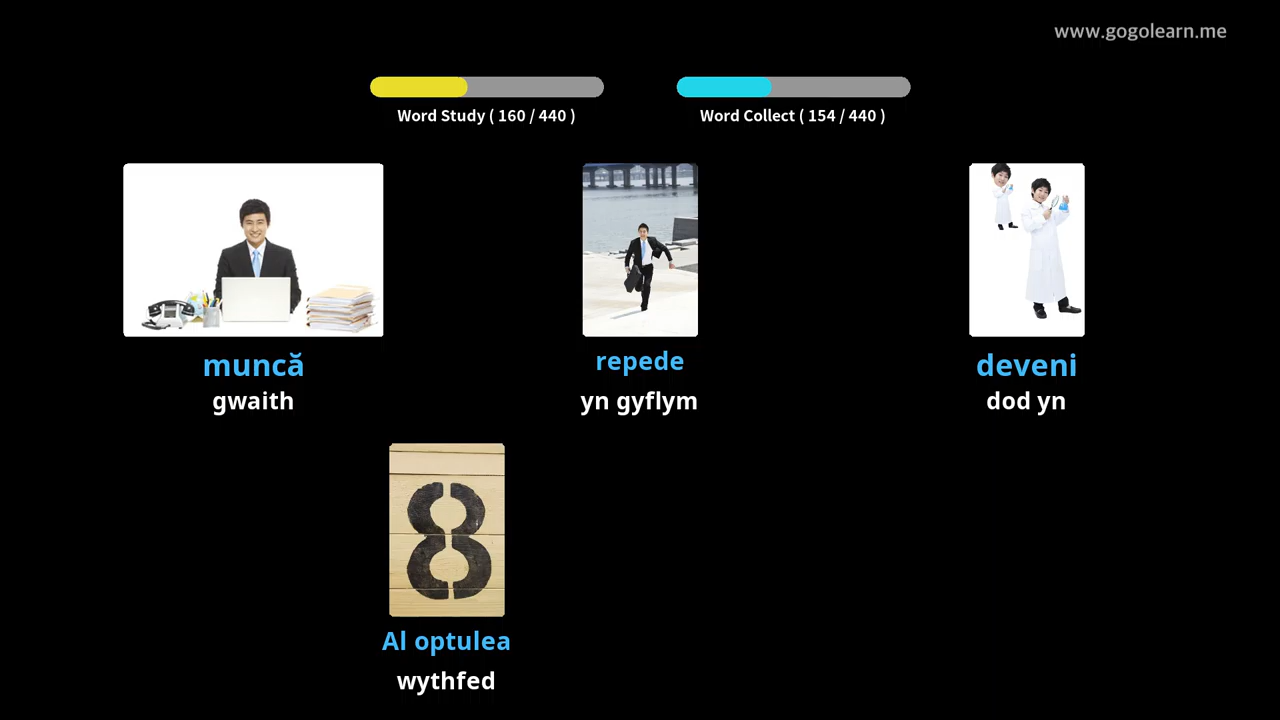 www.gogolearn.me
Word Study ( 160 / 440 )
Word Collect ( 154 / 440 )
muncă
gwaith
repede
yn gyflym
deveni
dod yn
8
Al optulea
wythfed